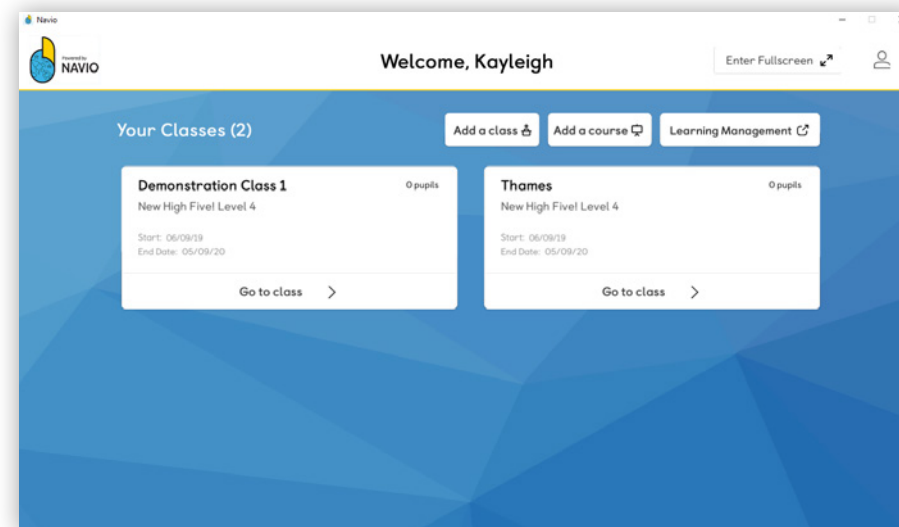 Navio
Powered by
NAVIO
Welcome, Kayleigh
Enter Fullscreen
Your Classes (2)
Add a class
Add a course
Learning Management
Demonstration Class 1
0 pupils
New High Five! Level 4
Start: 06/09/19
End Date: 05/09/20
Go to class
Thames
0 pupils
New High Five! Level 4
Start: 06/09/19
End Date: 05/09/20
Go to class